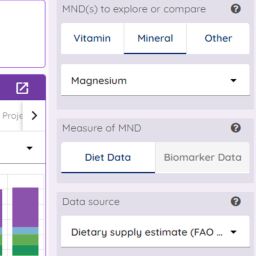 MND(s) to explore or compare
Vitamin Mineral Other
Magnesium
Proje
Measure of MND
Diet Data Biomarker Data
Data source
Dietary supply estimate (FAO ...